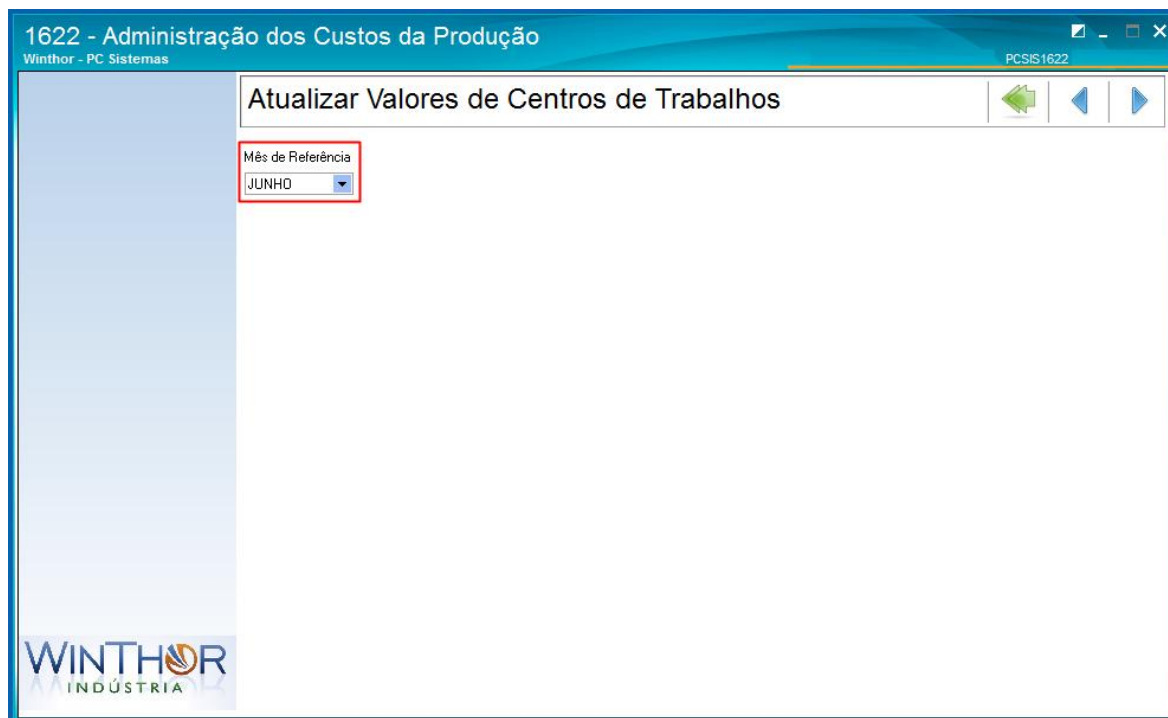 1622 - Administração dos Custos da Produção
Winthor - PC Sistemas
PCSIS1622
Atualizar Valores de Centros de Trabalhos
Mês de Referência
JUNHO
WINTHOR
INDÚSTRIA